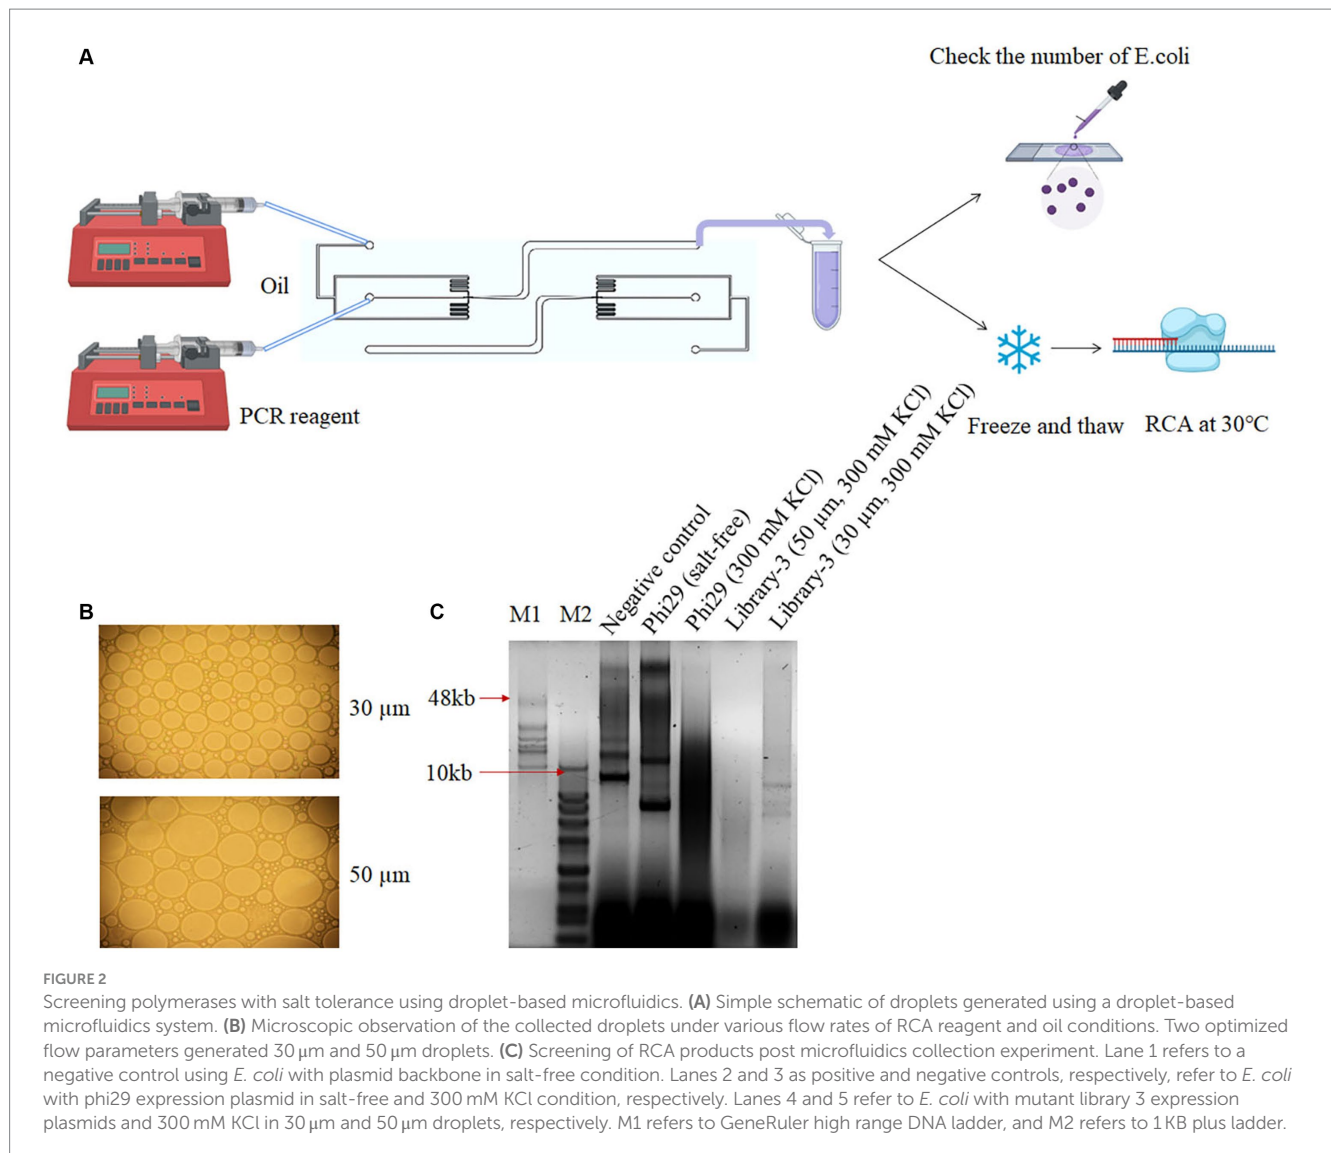 A
Check the number of E.coli
Oil
PCR reagent
Freeze and thaw
RCA at 30℃
B
30 µm
50 µm
C
M1
M2
Negative control
Phi29 (salt-free)
Phi29 (300 mM KCl)
Library-3 (50 µm, 300 mM KCl)
Library-3 (30 µm, 300 mM KCl)
48kb
10kb
FIGURE 2
Screening polymerases with salt tolerance using droplet-based microfluidics. (A) Simple schematic of droplets generated using a droplet-based
microfluidics system. (B) Microscopic observation of the collected droplets under various flow rates of RCA reagent and oil conditions. Two optimized
flow parameters generated 30 µm and 50 µm droplets. (C) Screening of RCA products post microfluidics collection experiment. Lane 1 refers to a
negative control using E. coli with plasmid backbone in salt-free condition. Lanes 2 and 3 as positive and negative controls, respectively, refer to E. coli
with phi29 expression plasmid in salt-free and 300 mM KCl condition, respectively. Lanes 4 and 5 refer to E. coli with mutant library 3 expression
plasmids and 300 mM KCl in 30 µm and 50 µm droplets, respectively. M1 refers to GeneRuler high range DNA ladder, and M2 refers to 1 KB plus ladder.